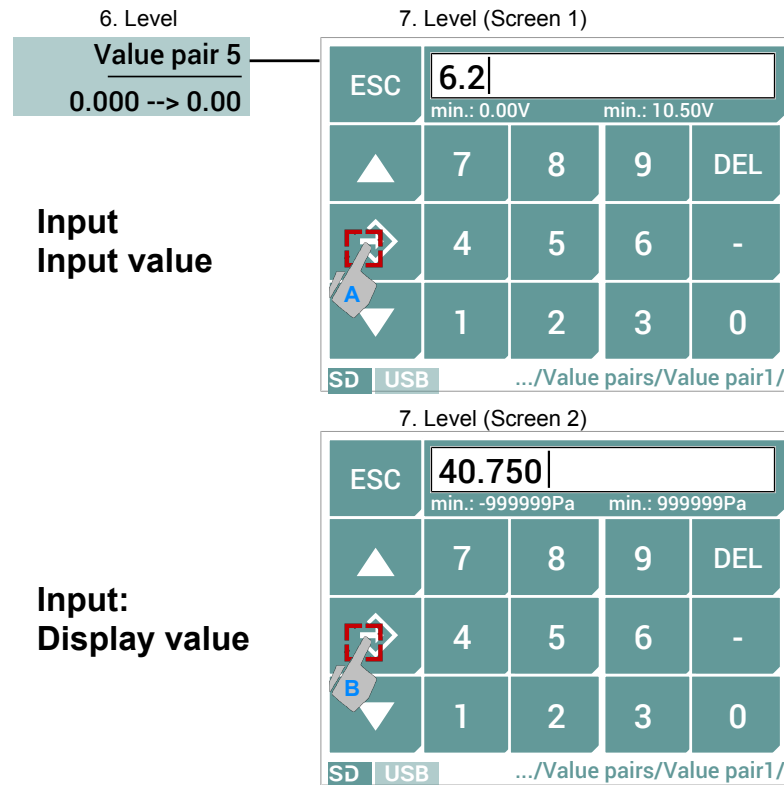 6. Level
7. Level (Screen 1)
Value pair 5
0.000 --> 0.00
ESC
6.2
min.: 0.00V min.: 10.50V
7 8 9 DEL
Input
Input value
4 5 6 -
A
1 2 3 0
SD USB .../Value pairs/Value pair1/
7. Level (Screen 2)
ESC
40.750
min.: -999999Pa min.: 999999Pa
7 8 9 DEL
Input:
Display value
4 5 6 -
B
1 2 3 0
SD USB .../Value pairs/Value pair1/